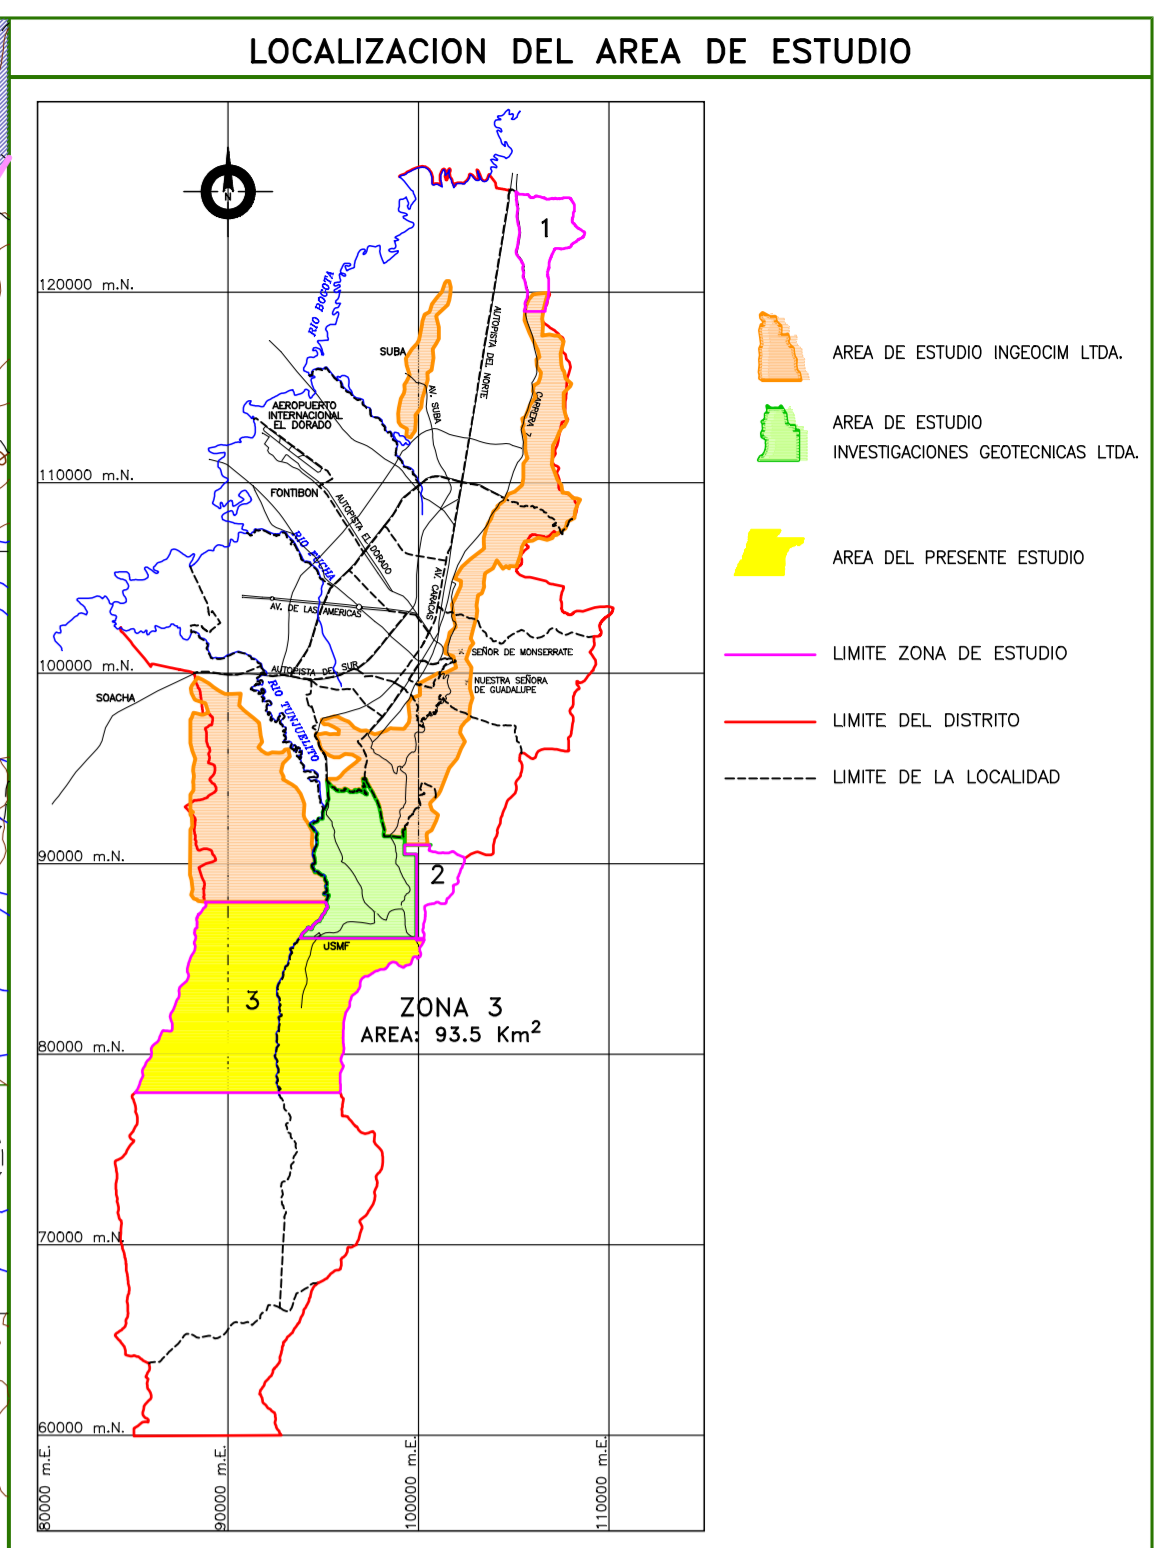 LOCALIZACION DEL AREA DE ESTUDIO
N
1
120000 m.N.
RIO BOGOTA
AUTOPISTA DEL NORTE
SUBA
AV. SUBA
CARRERA 7
AEROPUERTO
INTERNACIONAL
EL DORADO
110000 m.N.
FONTIBON
AUTOPISTA EL DORADO
RIO FUCHA
AV. CARACAS
AV. DE LAS AMERICAS
SEÑOR DE MONSERRATE
100000 m.N.
AUTOPISTA DEL SUR
NUESTRA SEÑORA
DE GUADALUPE
SOACHA
RIO TUNJUELITO
90000 m.N.
2
USMF
3
ZONA 3
AREA: 93.5 Km²
80000 m.N.
70000 m.N.
60000 m.N.
80000 m.E.
90000 m.E.
100000 m.E.
110000 m.E.
AREA DE ESTUDIO INGEOCIM LTDA.
AREA DE ESTUDIO
INVESTIGACIONES GEOTECNICAS LTDA.
AREA DEL PRESENTE ESTUDIO
LIMITE ZONA DE ESTUDIO
LIMITE DEL DISTRITO
LIMITE DE LA LOCALIDAD